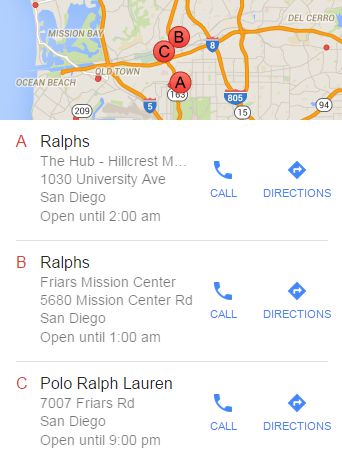 MISSION BAY
DEL CERRO
B
C
8
OLD TOWN
OCEAN BEACH
A
163
805
94
209
5
15
A Ralphs
The Hub - Hillcrest M...
1030 University Ave
San Diego
Open until 2:00 am
CALL DIRECTIONS
B Ralphs
Friars Mission Center
5680 Mission Center Rd
San Diego
Open until 1:00 am
CALL DIRECTIONS
C Polo Ralph Lauren
7007 Friars Rd
San Diego
Open until 9:00 pm
CALL DIRECTIONS